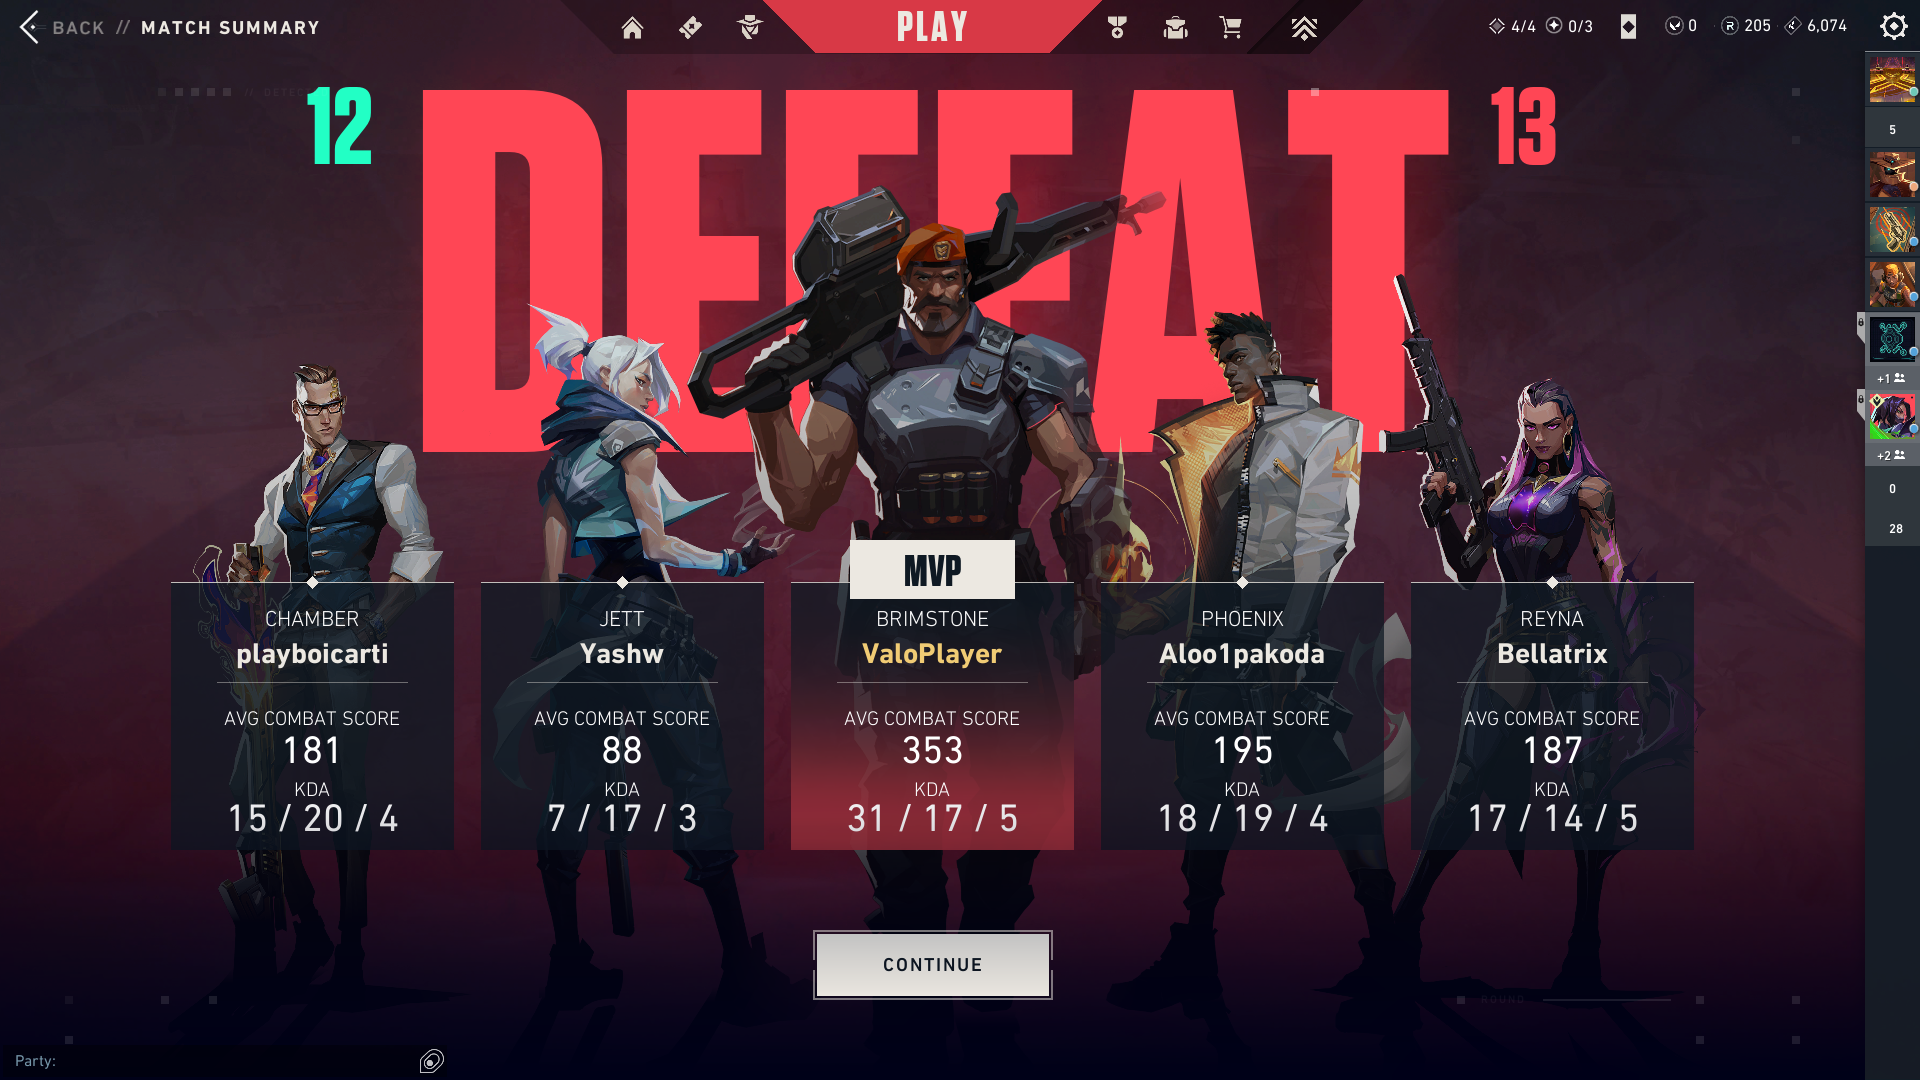 BACK // MATCH SUMMARY
PLAY
4/4 0/3 0 R 205 6,074
12 DEFEAT 13
MVP
CHAMBER
playboicarti
AVG COMBAT SCORE
181
KDA
15 / 20 / 4
JETT
Yashw
AVG COMBAT SCORE
88
KDA
7 / 17 / 3
BRIMSTONE
ValoPlayer
AVG COMBAT SCORE
353
KDA
31 / 17 / 5
PHOENIX
Aloo1pakoda
AVG COMBAT SCORE
195
KDA
18 / 19 / 4
REYNA
Bellatrix
AVG COMBAT SCORE
187
KDA
17 / 14 / 5
CONTINUE
ROUND
Party:
5
+1
+2
0
28